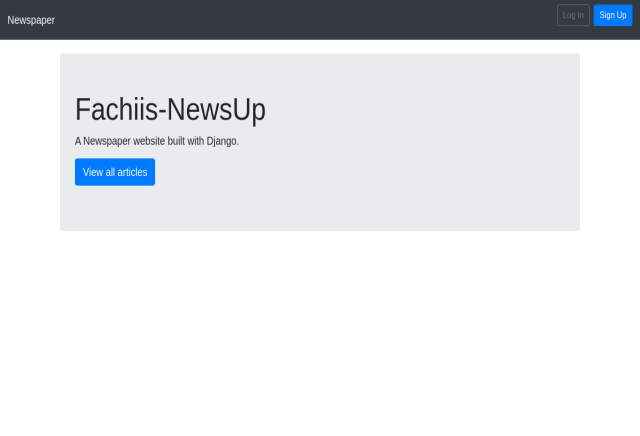 Newspaper
Log In
Sign Up
Fachiis-NewsUp
A Newspaper website built with Django.
View all articles